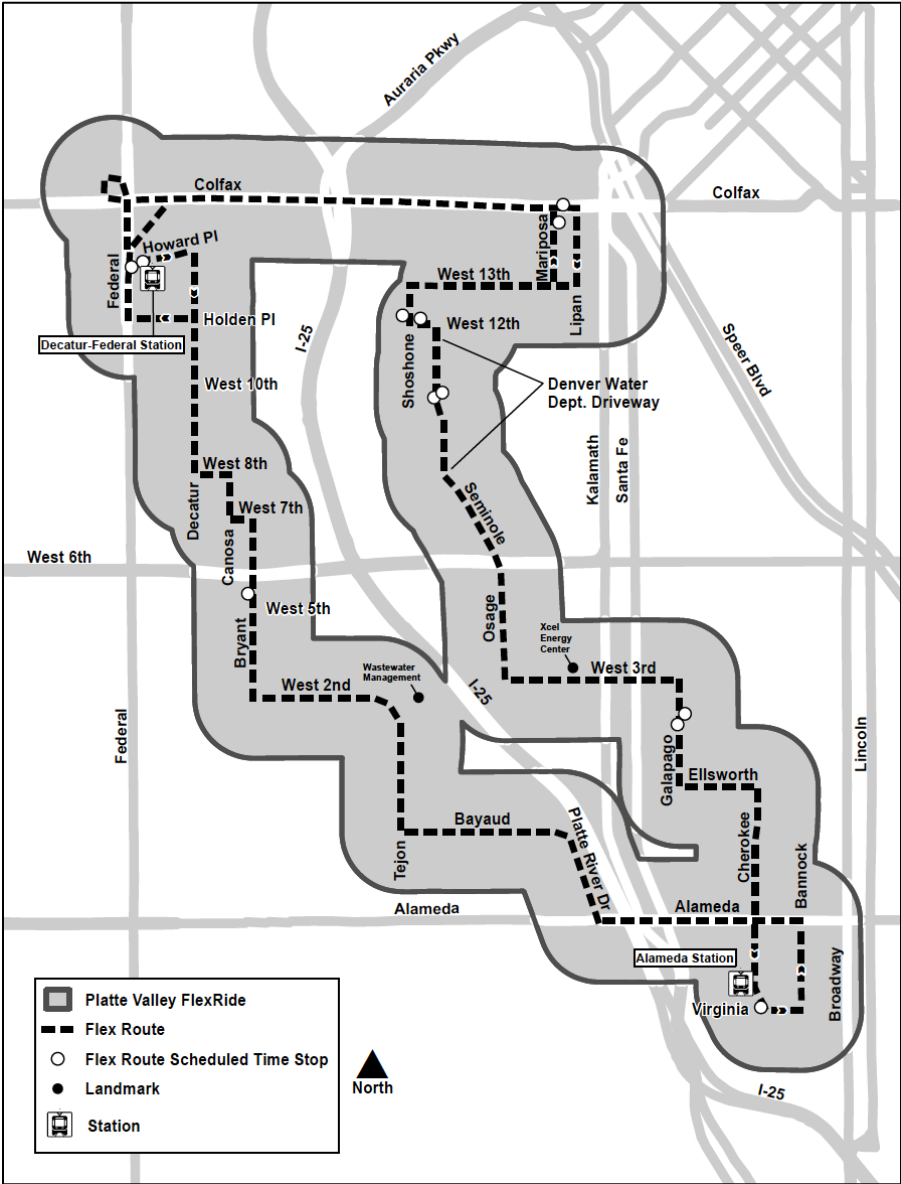 Auraria Pkwy
Colfax
Colfax
Howard Pl
Mariposa
Federal
West 13th
Lipan
Holden Pl
West 12th
Decatur-Federal Station
I-25
Shoshone
Speer Blvd
West 10th
Denver Water
Dept. Driveway
Kalamath
Santa Fe
West 8th
Decatur
Seminole
West 7th
Canosa
West 6th
West 5th
Osage
Bryant
Xcel
Energy
Center
Wastewater
Management
West 3rd
West 2nd
I-25
Federal
Lincoln
Galapago
Ellsworth
Bayaud
Platte River Dr
Tejon
Cherokee
Bannock
Alameda
Alameda
Alameda Station
Broadway
Virginia
Platte Valley FlexRide
Flex Route
Flex Route Scheduled Time Stop
Landmark
Station
North
I-25